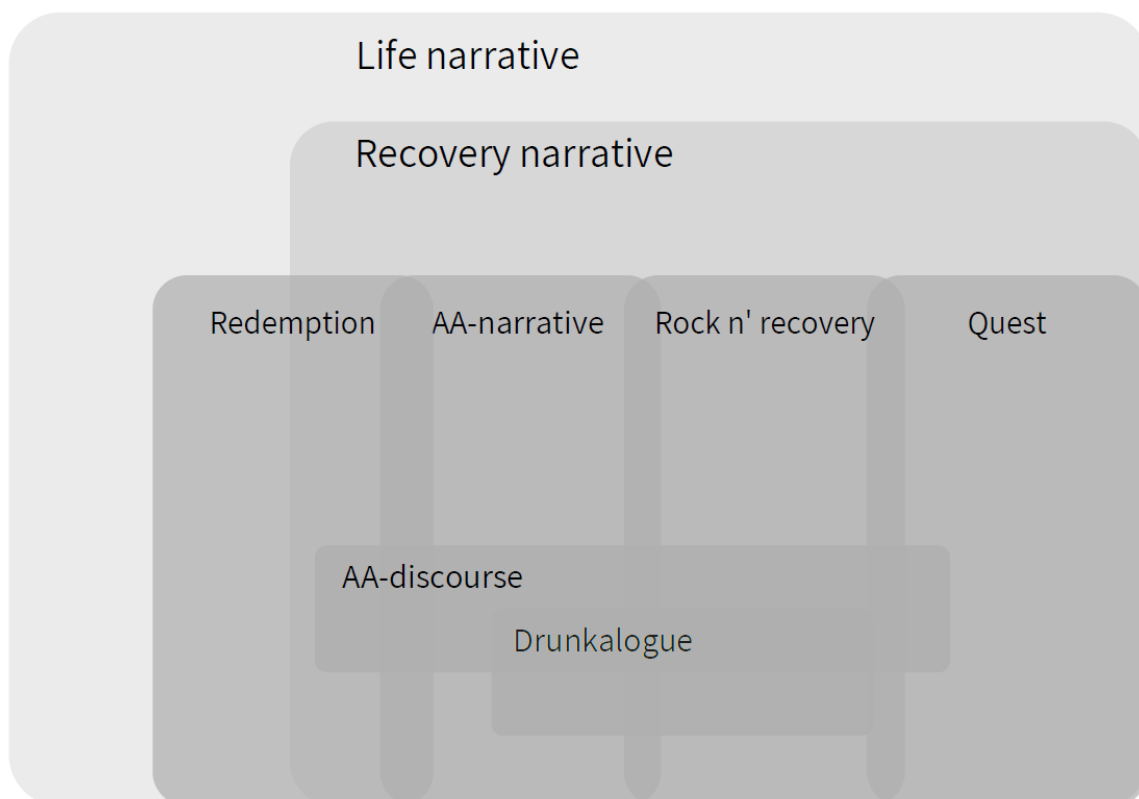 Life narrative
Recovery narrative
Redemption
AA-narrative
Rock n' recovery
Quest
AA-discourse
Drunkalogue